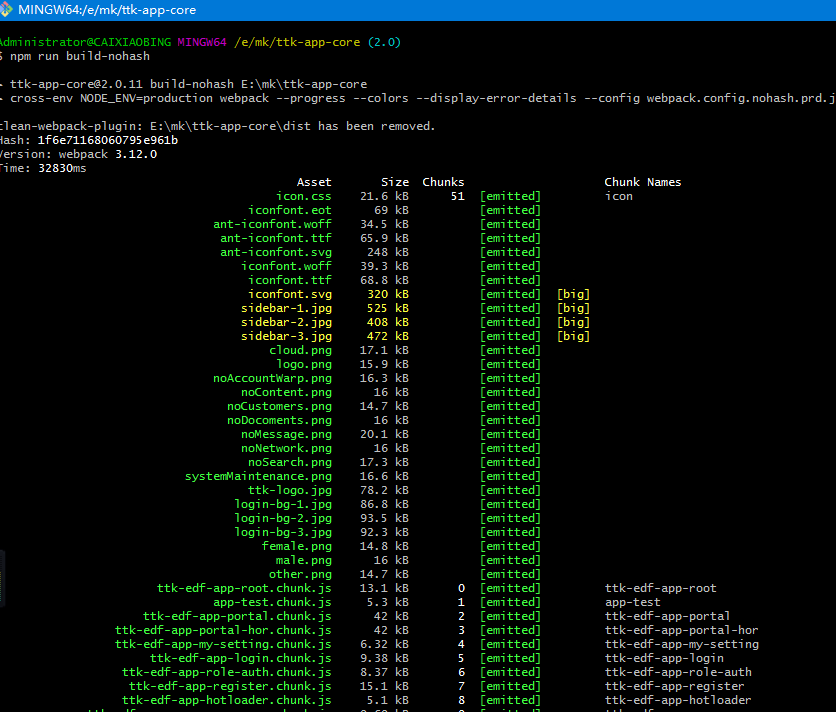 MINGW64:/e/mk/ttk-app-core
Administrator@CAIXIAOBING MINGW64 /e/mk/ttk-app-core (2.0)
$ npm run build-nohash
> ttk-app-core@2.0.11 build-nohash E:\mk\ttk-app-core
> cross-env NODE_ENV=production webpack --progress --colors --display-error-details --config webpack.config.nohash.prd.j
clean-webpack-plugin: E:\mk\ttk-app-core\dist has been removed.
Hash: 1f6e71168060795e961b
Version: webpack 3.12.0
Time: 32830ms
Asset Size Chunks Chunk Names
icon.css 21.6 kB 51 [emitted] icon
iconfont.eot 69 kB [emitted]
ant-iconfont.woff 34.5 kB [emitted]
ant-iconfont.ttf 65.9 kB [emitted]
ant-iconfont.svg 248 kB [emitted]
iconfont.woff 39.3 kB [emitted]
iconfont.ttf 68.8 kB [emitted]
iconfont.svg 320 kB [emitted] [big]
sidebar-1.jpg 525 kB [emitted] [big]
sidebar-2.jpg 408 kB [emitted] [big]
sidebar-3.jpg 472 kB [emitted] [big]
cloud.png 17.1 kB [emitted]
logo.png 15.9 kB [emitted]
noAccountWarp.png 16.3 kB [emitted]
noContent.png 16 kB [emitted]
noCustomers.png 14.7 kB [emitted]
noDocoments.png 16 kB [emitted]
noMessage.png 20.1 kB [emitted]
noNetwork.png 16 kB [emitted]
noSearch.png 17.3 kB [emitted]
systemMaintenance.png 16.6 kB [emitted]
ttk-logo.jpg 78.2 kB [emitted]
login-bg-1.jpg 86.8 kB [emitted]
login-bg-2.jpg 93.5 kB [emitted]
login-bg-3.jpg 92.3 kB [emitted]
female.png 14.8 kB [emitted]
male.png 16 kB [emitted]
other.png 14.7 kB [emitted]
ttk-edf-app-root.chunk.js 13.1 kB 0 [emitted] ttk-edf-app-root
app-test.chunk.js 5.3 kB 1 [emitted] app-test
ttk-edf-app-portal.chunk.js 42 kB 2 [emitted] ttk-edf-app-portal
ttk-edf-app-portal-hor.chunk.js 42 kB 3 [emitted] ttk-edf-app-portal-hor
ttk-edf-app-my-setting.chunk.js 6.32 kB 4 [emitted] ttk-edf-app-my-setting
ttk-edf-app-login.chunk.js 9.38 kB 5 [emitted] ttk-edf-app-login
ttk-edf-app-role-auth.chunk.js 8.37 kB 6 [emitted] ttk-edf-app-role-auth
ttk-edf-app-register.chunk.js 15.1 kB 7 [emitted] ttk-edf-app-register
ttk-edf-app-hotloader.chunk.js 5.1 kB 8 [emitted] ttk-edf-app-hotloader